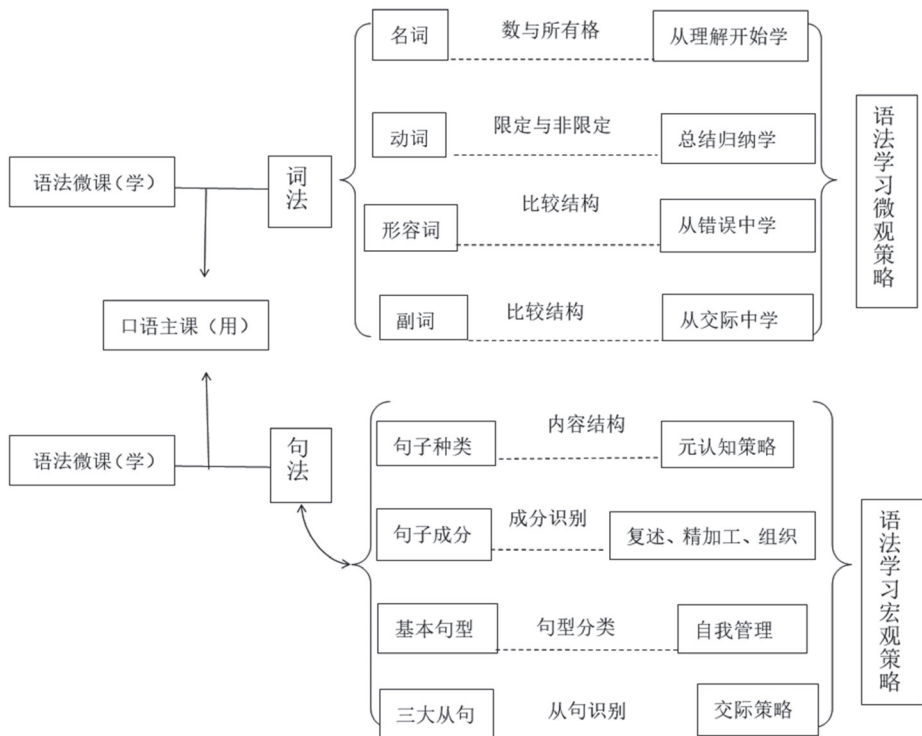 名词
数与所有格
从理解开始学
动词
限定与非限定
总结归纳学
语法微课（学）
词法
形容词
比较结构
从错误中学
语法学习微观策略
口语主课（用）
副词
比较结构
从交际中学
句子种类
内容结构
元认知策略
语法微课（学）
句法
句子成分
成分识别
复述、精加工、组织
语法学习宏观策略
基本句型
句型分类
自我管理
三大从句
从句识别
交际策略